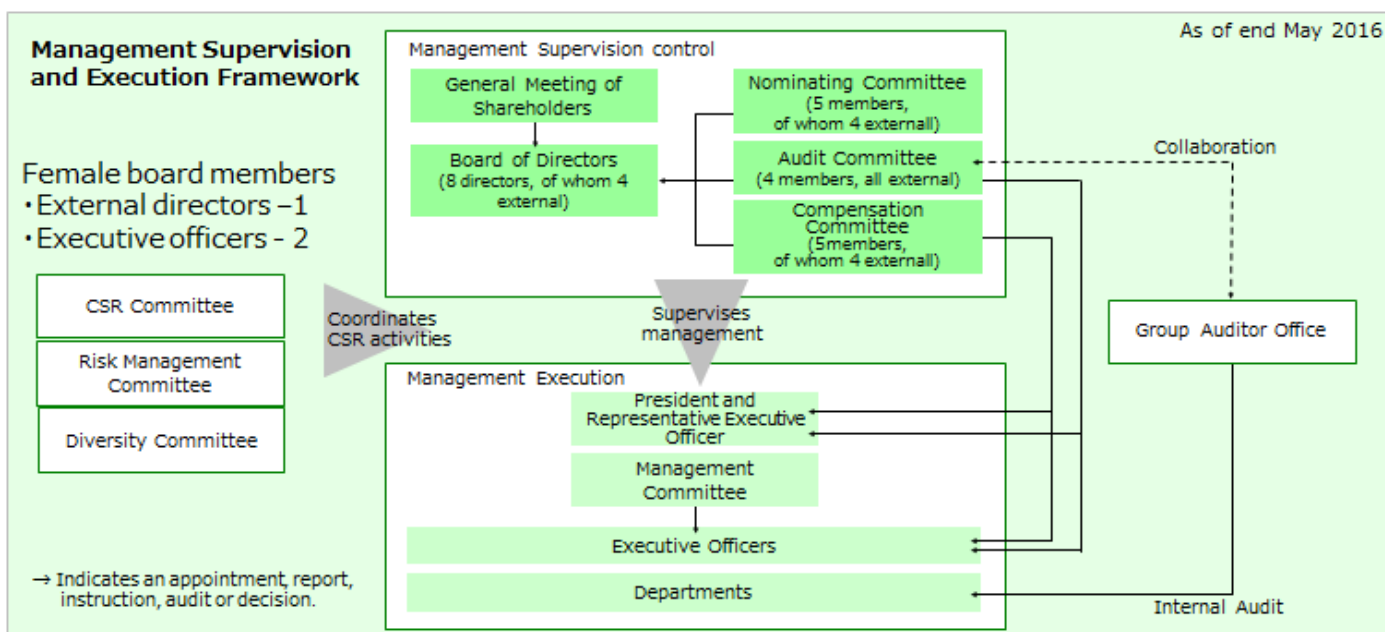 As of end May 2016
Management Supervision
and Execution Framework
Female board members
・External directors –1
・Executive officers - 2
CSR Committee
Risk Management
Committee
Diversity Committee
→ Indicates an appointment, report,
instruction, audit or decision.
Coordinates
CSR activities
Management Supervision control
General Meeting of
Shareholders
Board of Directors
(8 directors, of whom 4
external)
Nominating Committee
(5 members,
of whom 4 externall)
Audit Committee
(4 members, all external)
Compensation
Committee
(5members,
of whom 4 externall)
Supervises
management
Management Execution
President and
Representative Executive
Officer
Management
Committee
Executive Officers
Departments
Collaboration
Group Auditor Office
Internal Audit